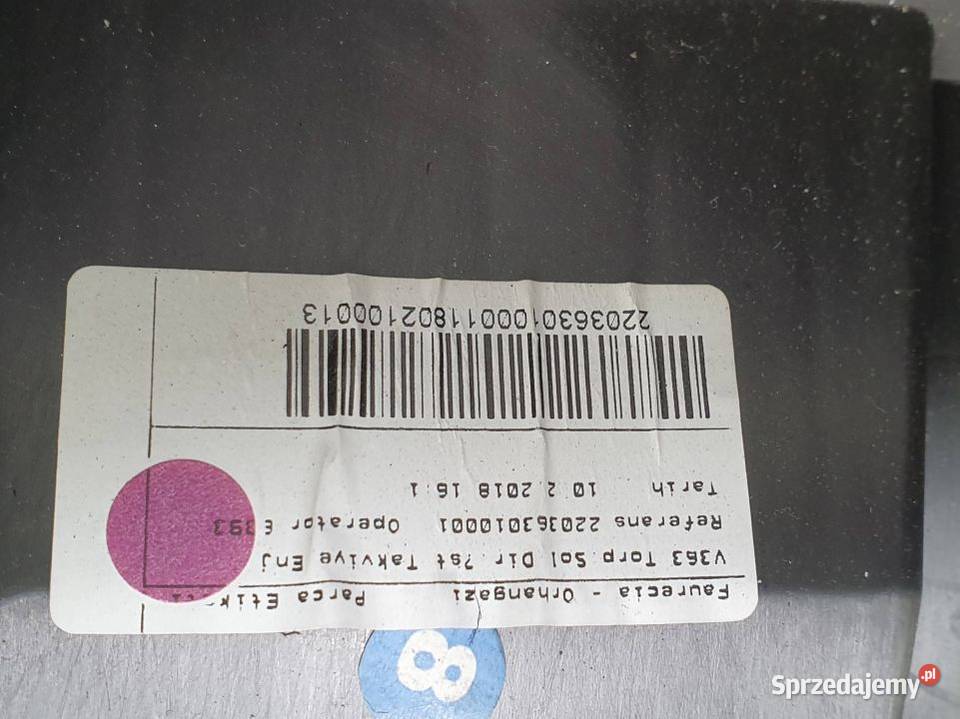 Faurecia - Orhangazi Parca
V363 Torp.Sol Dir.?st Takviye Enj
Referans 220363010001 Operator
Tarih 10.2.2018 16:1
2203630100011802100013
8
Sprzedajemy.pl